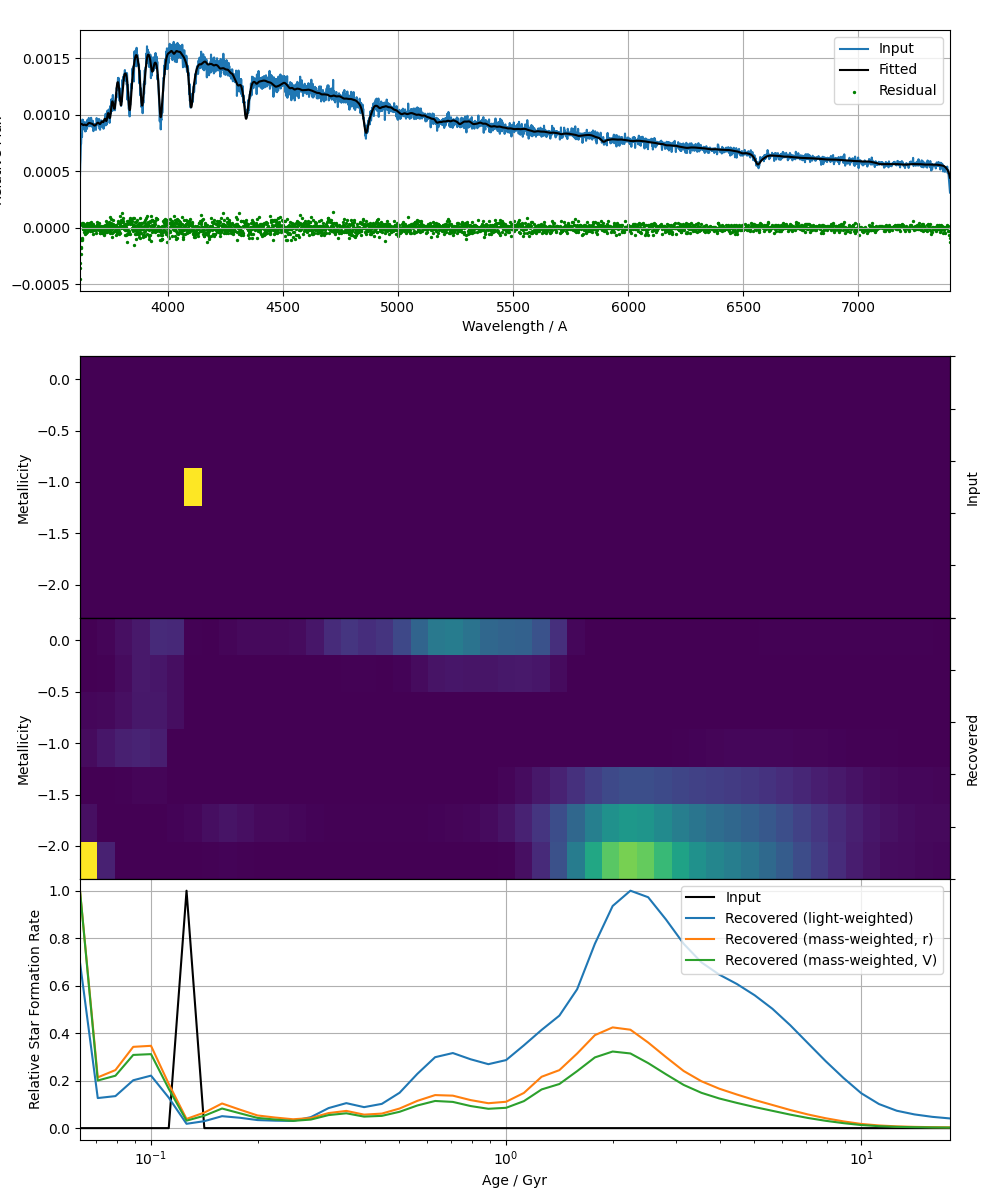 0.0015
0.0010
0.0005
0.0000
−0.0005
Input
Fitted
Residual
4000 4500 5000 5500 6000 6500 7000
Wavelength / A
0.0
−0.5
−1.0
−1.5
−2.0
Metallicity
Input
0.0
−0.5
−1.0
−1.5
−2.0
Metallicity
Recovered
1.0
0.8
0.6
0.4
0.2
0.0
Relative Star Formation Rate
Input
Recovered (light-weighted)
Recovered (mass-weighted, r)
Recovered (mass-weighted, V)
10⁻¹ 10⁰ 10¹
Age / Gyr